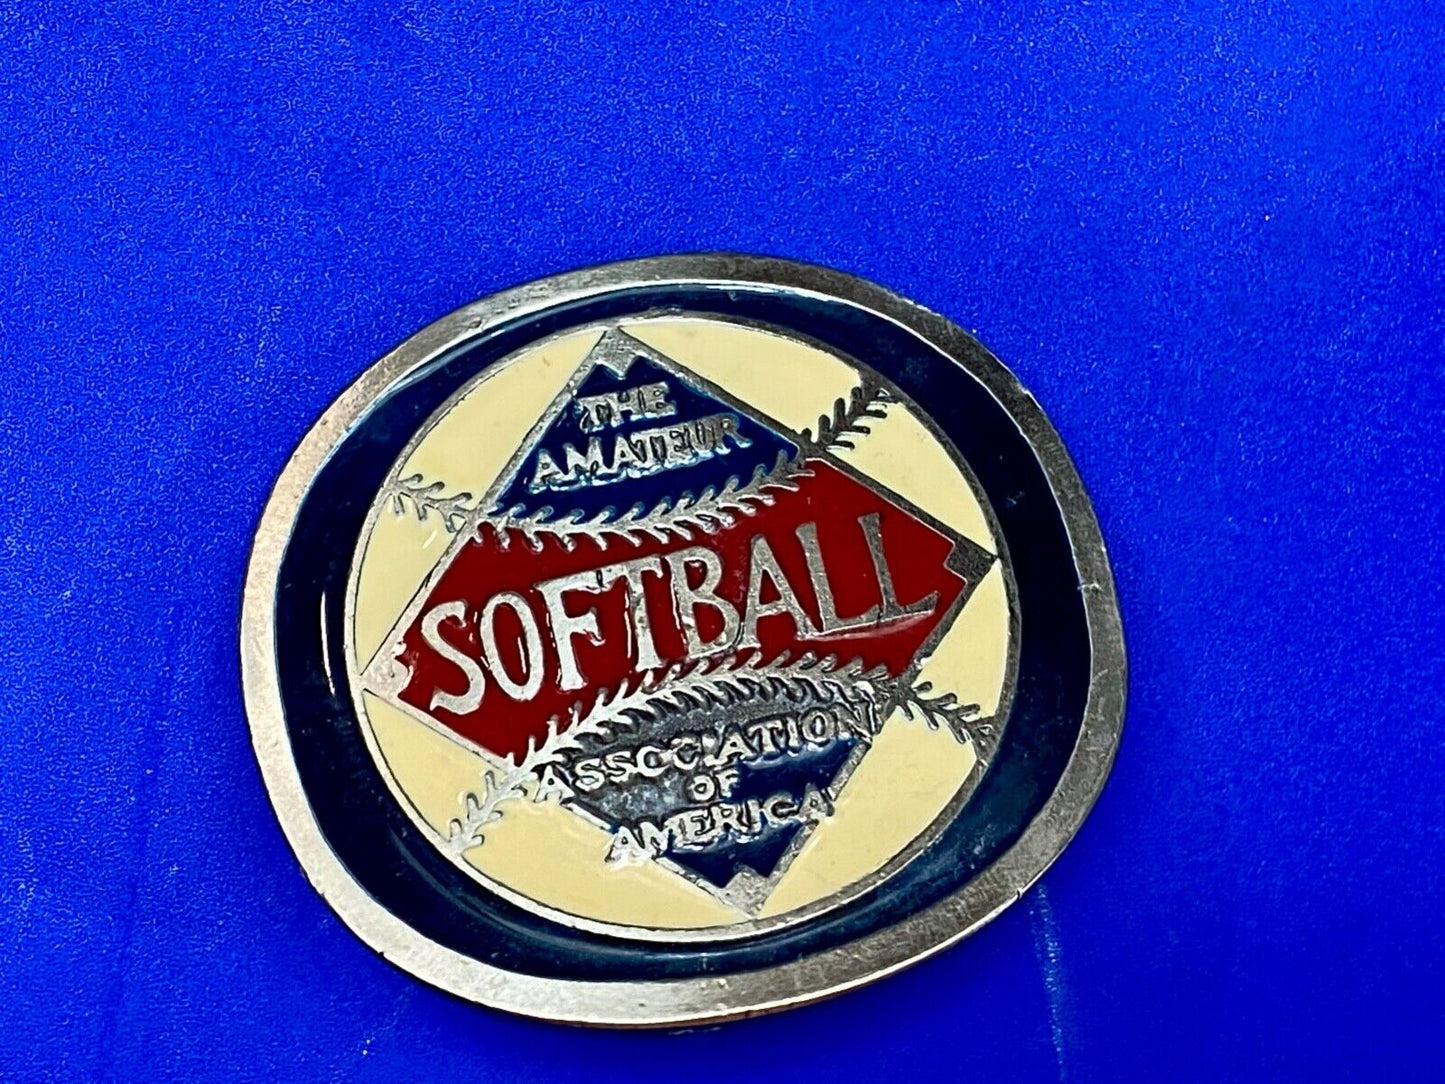 THE
AMATEUR
SOFTBALL
ASSOCIATION
OF
AMERICA